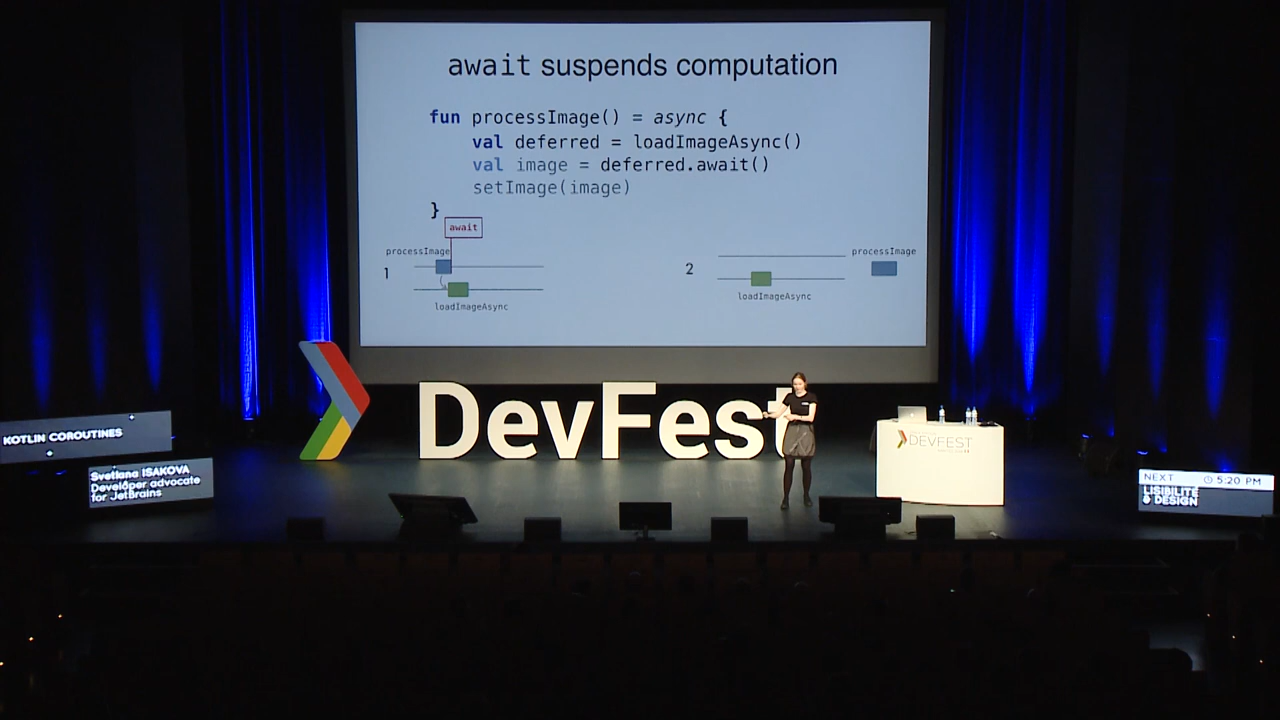 await suspends computation
fun processImage() = async {
val deferred = loadImageAsync()
val image = deferred.await()
setImage(image)
}
await
processImage
1
loadImageAsync
processImage
2
loadImageAsync
DevFest
DEVFEST
KOTLIN COROUTINES
Svetlana ISAKOVA
Developer advocate
for JetBrains
NEXT 5:20 PM
LISIBILITÉ
& DESIGN